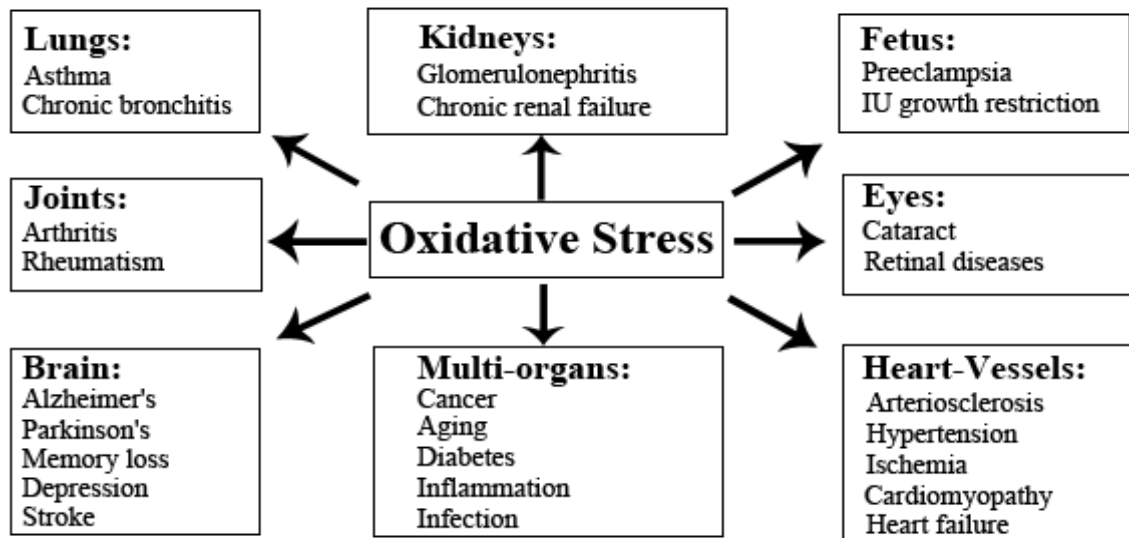 Lungs:
Asthma
Chronic bronchitis
Kidneys:
Glomerulonephritis
Chronic renal failure
Fetus:
Preeclampsia
IU growth restriction
Joints:
Arthritis
Rheumatism
Oxidative Stress
Eyes:
Cataract
Retinal diseases
Brain:
Alzheimer's
Parkinson's
Memory loss
Depression
Stroke
Multi-organs:
Cancer
Aging
Diabetes
Inflammation
Infection
Heart-Vessels:
Arteriosclerosis
Hypertension
Ischemia
Cardiomyopathy
Heart failure